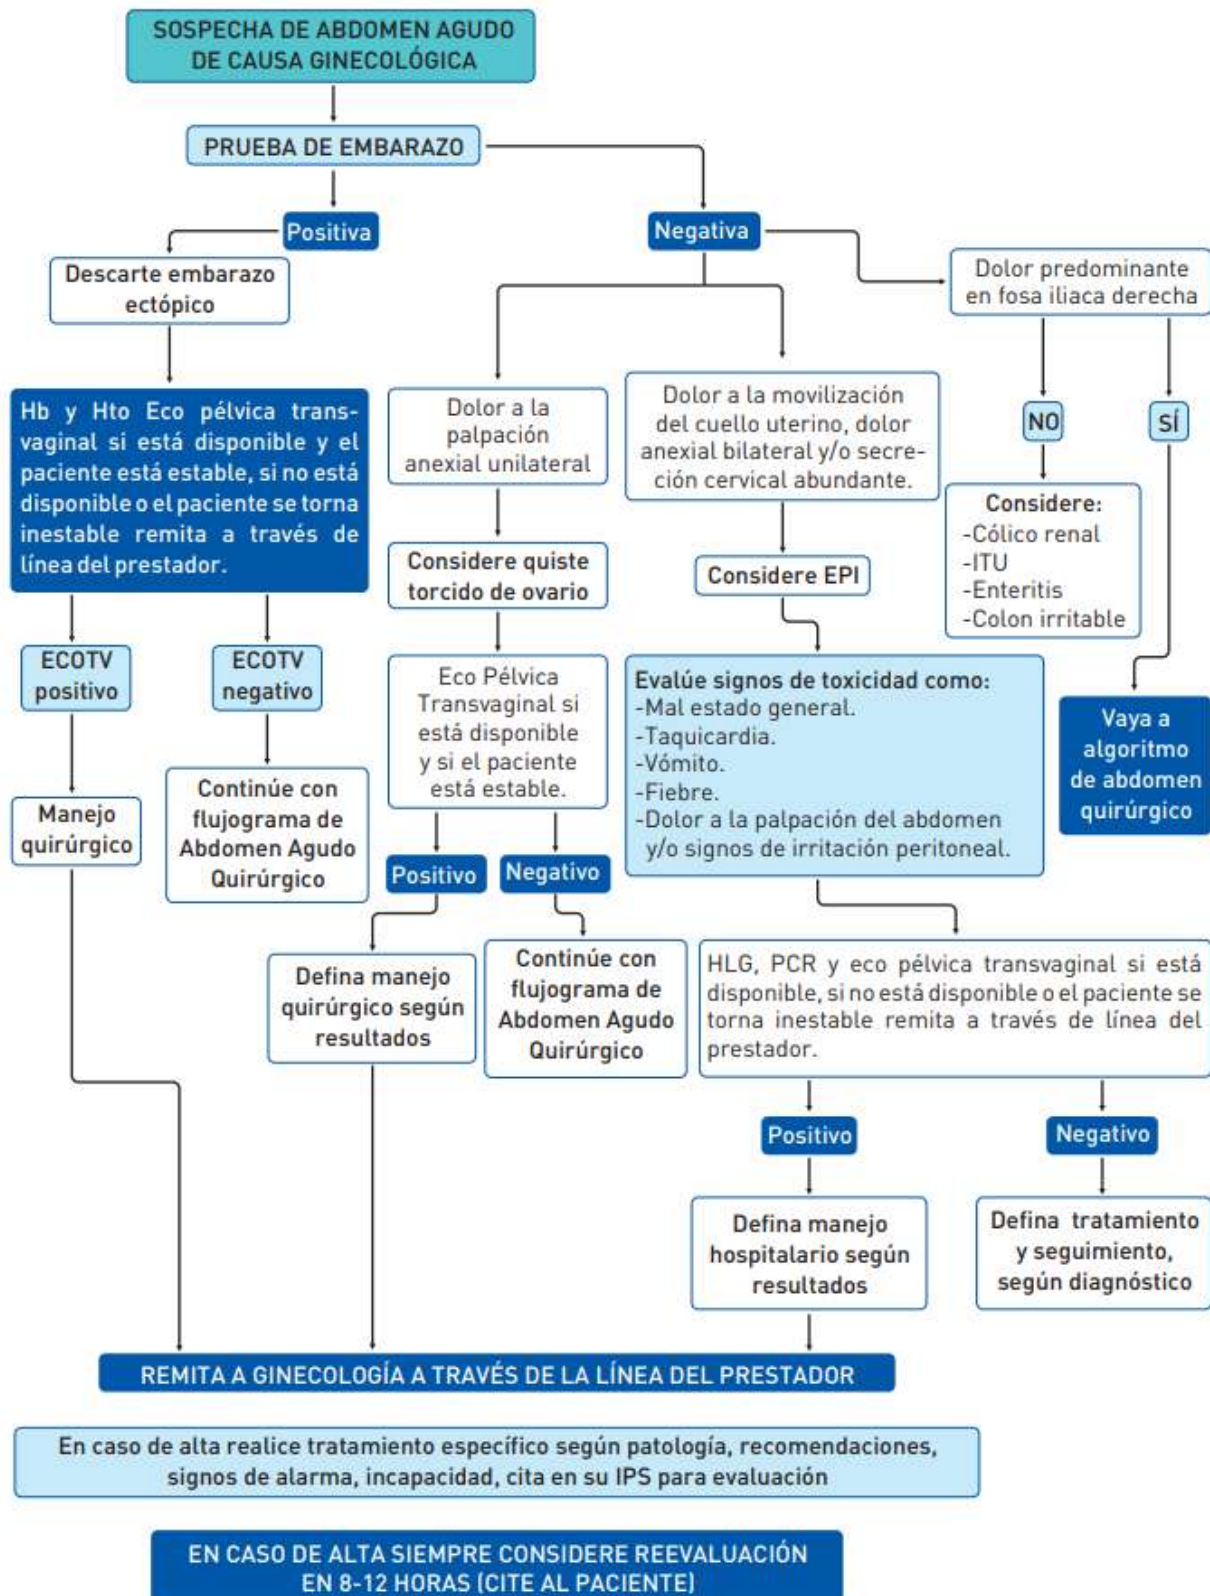 SOSPECHA DE ABDOMEN AGUDO
DE CAUSA GINECOLÓGICA
PRUEBA DE EMBARAZO
Positiva
Negativa
Descarte embarazo
ectópico
Dolor predominante
en fosa iliaca derecha
Hb y Hto Eco pélvica trans-
vaginal si está disponible y el
paciente está estable, si no está
disponible o el paciente se torna
inestable remita a través de
línea del prestador.
Dolor a la
palpación
anexial unilateral
Dolor a la movilización
del cuello uterino, dolor
anexial bilateral y/o secre-
ción cervical abundante.
NO
SÍ
Considere:
-Cólico renal
-ITU
-Enteritis
-Colon irritable
Considere quiste
torcido de ovario
Considere EPI
ECOTV
positivo
ECOTV
negativo
Eco Pélvica
Transvaginal si
está disponible
y si el paciente
está estable.
Evalúe signos de toxicidad como:
-Mal estado general.
-Taquicardia.
-Vómito.
-Fiebre.
-Dolor a la palpación del abdomen
y/o signos de irritación peritoneal.
Vaya a
algoritmo
de abdomen
quirúrgico
Manejo
quirúrgico
Continúe con
flujograma de
Abdomen Agudo
Quirúrgico
Positivo
Negativo
Defina manejo
quirúrgico según
resultados
Continúe con
flujograma de
Abdomen Agudo
Quirúrgico
HLG, PCR y eco pélvica transvaginal si está
disponible, si no está disponible o el paciente se
torna inestable remita a través de línea del
prestador.
Positivo
Negativo
Defina manejo
hospitalario según
resultados
Defina tratamiento
y seguimiento,
según diagnóstico
REMITA A GINECOLOGÍA A TRAVÉS DE LA LÍNEA DEL PRESTADOR
En caso de alta realice tratamiento específico según patología, recomendaciones,
signos de alarma, incapacidad, cita en su IPS para evaluación
EN CASO DE ALTA SIEMPRE CONSIDERE REEVALUACIÓN
EN 8-12 HORAS (CITE AL PACIENTE)